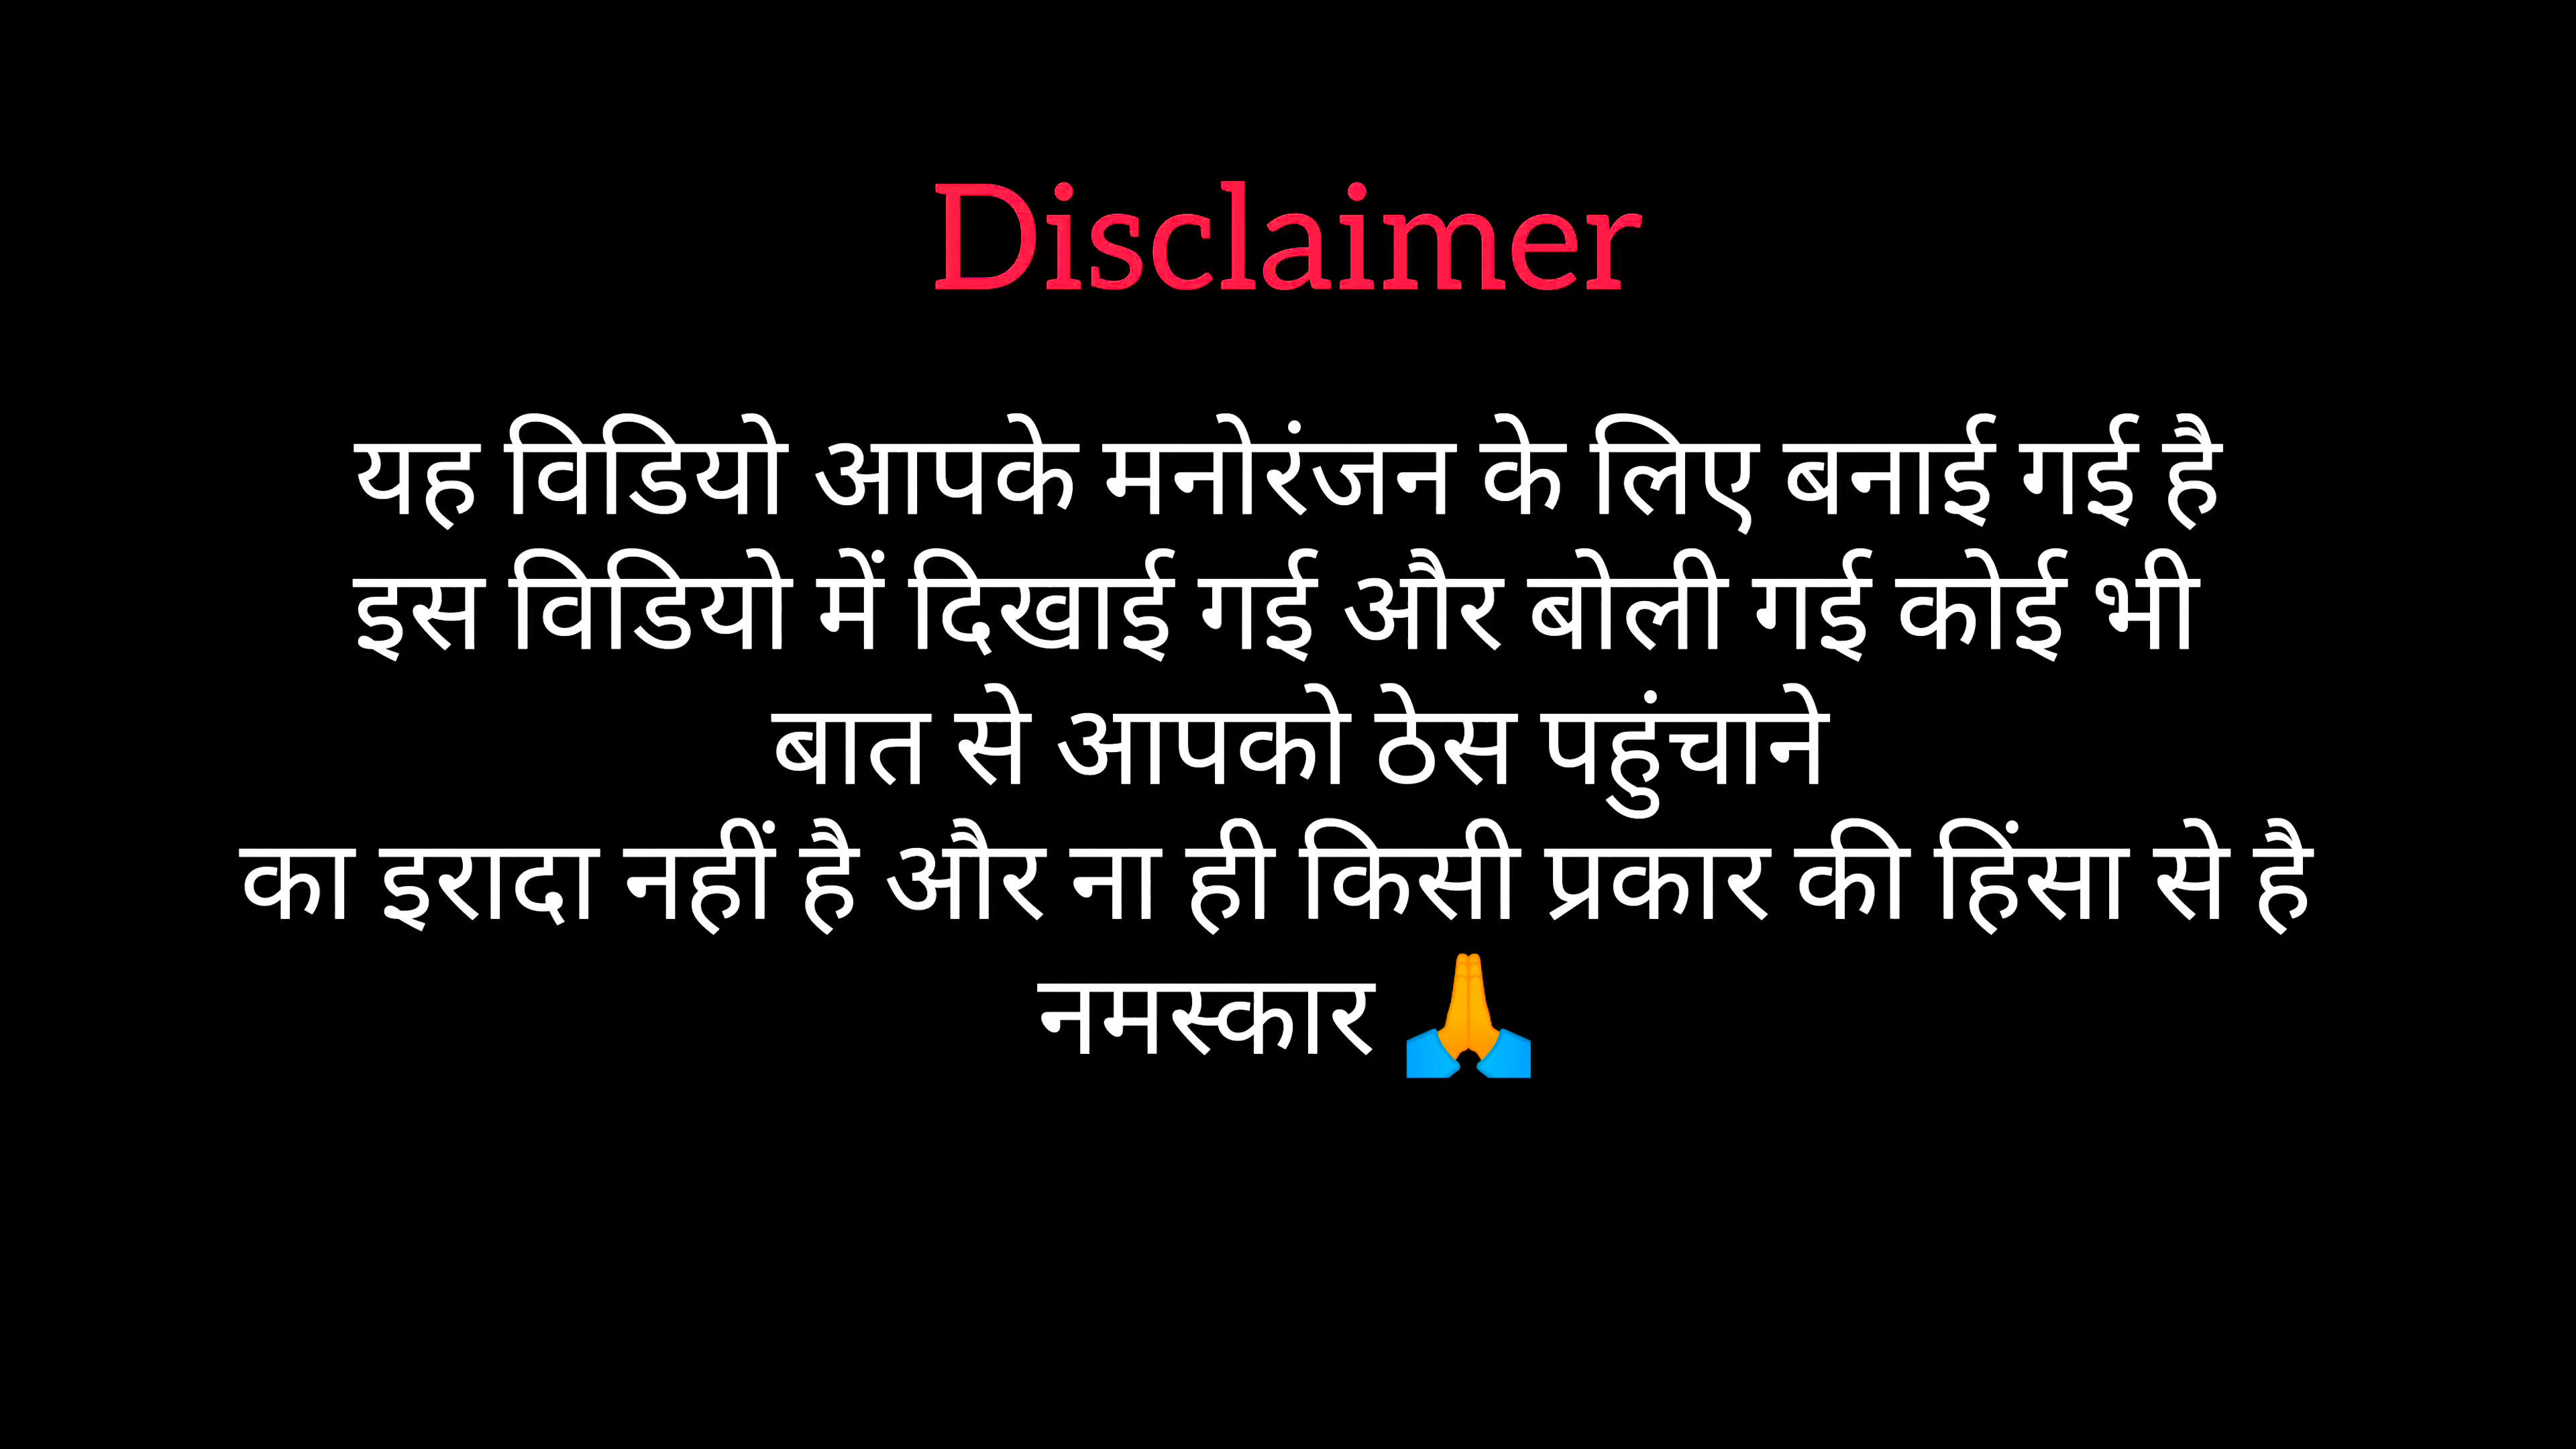 Disclaimer
यह विडियो आपके मनोरंजन के लिए बनाई गई है
इस विडियो में दिखाई गई और बोली गई कोई भी
बात से आपको ठेस पहुंचाने
का इरादा नहीं है और ना ही किसी प्रकार की हिंसा से है
नमस्कार 🙏